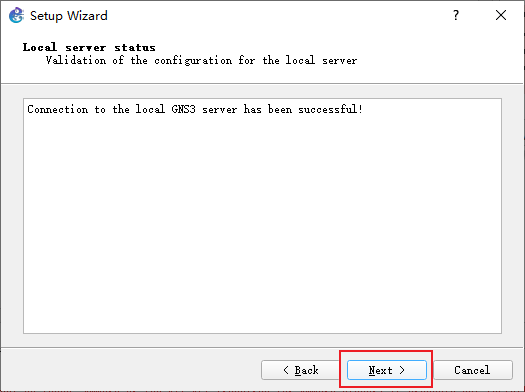 Setup Wizard
?
Local server status
Validation of the configuration for the local server
Connection to the local GNS3 server has been successful!
< Back
Next >
Cancel